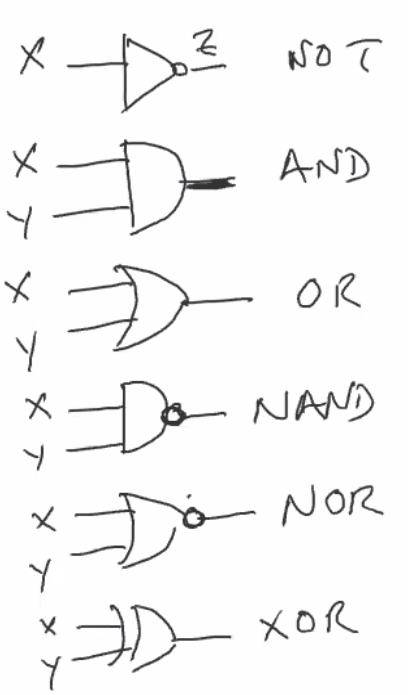 X Z NOT
X AND
Y
X OR
Y
X NAND
Y
X NOR
Y
X XOR
Y